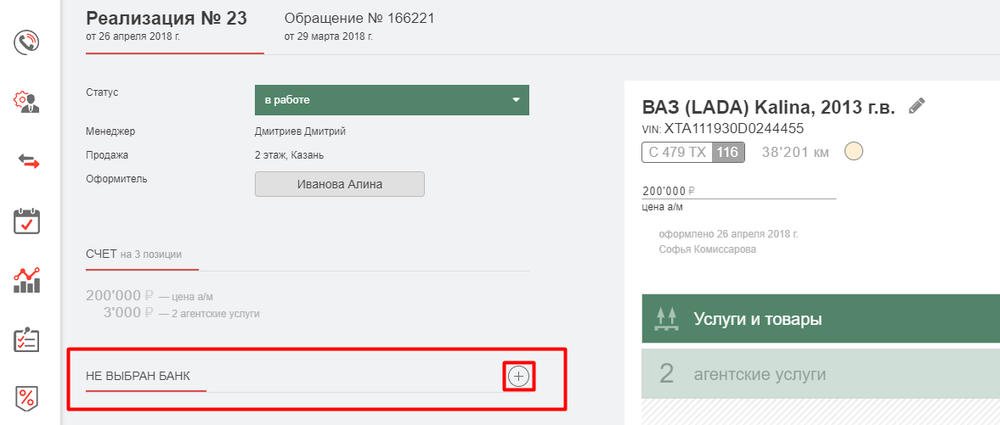 Реализация № 23
от 26 апреля 2018 г.
Обращение № 166221
от 29 марта 2018 г.
Статус
в работе
Менеджер
Дмитриев Дмитрий
Продажа
2 этаж, Казань
Оформитель
Иванова Алина
СЧЕТ на 3 позиции
200'000 ₽ — цена а/м
3'000 ₽ — 2 агентские услуги
НЕ ВЫБРАН БАНК
ВАЗ (LADA) Kalina, 2013 г.в.
VIN: XTA111930D0244455
С 479 ТХ 116 38'201 км
200'000 ₽
цена а/м
оформлено 26 апреля 2018 г.
Софья Комиссарова
Услуги и товары
2 агентские услуги